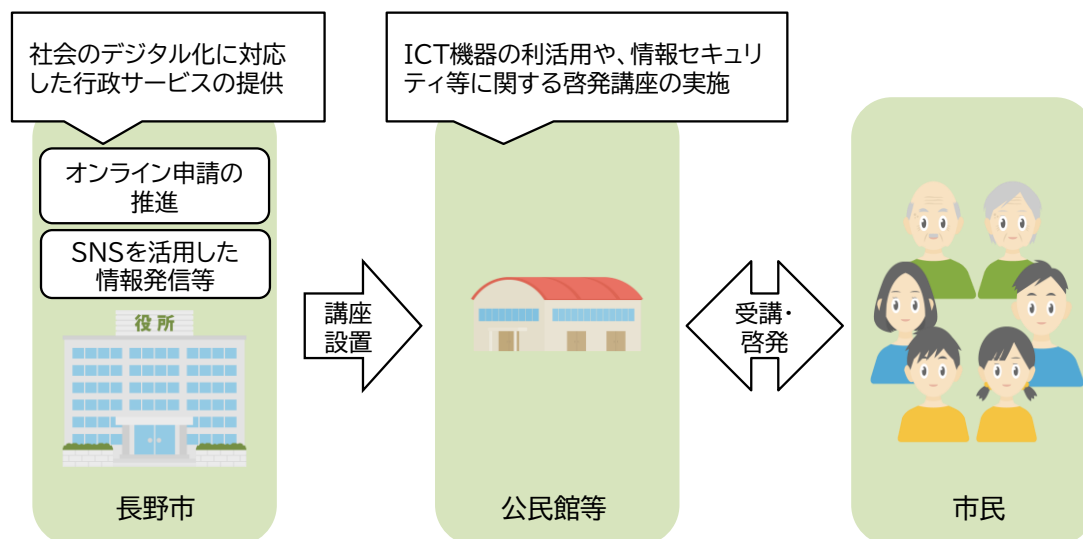 社会のデジタル化に対応
した行政サービスの提供
オンライン申請の
推進
SNSを活用した
情報発信等
役所
長野市
講座
設置
ICT機器の利活用や、情報セキュリ
ティ等に関する啓発講座の実施
公民館等
受講・
啓発
市民